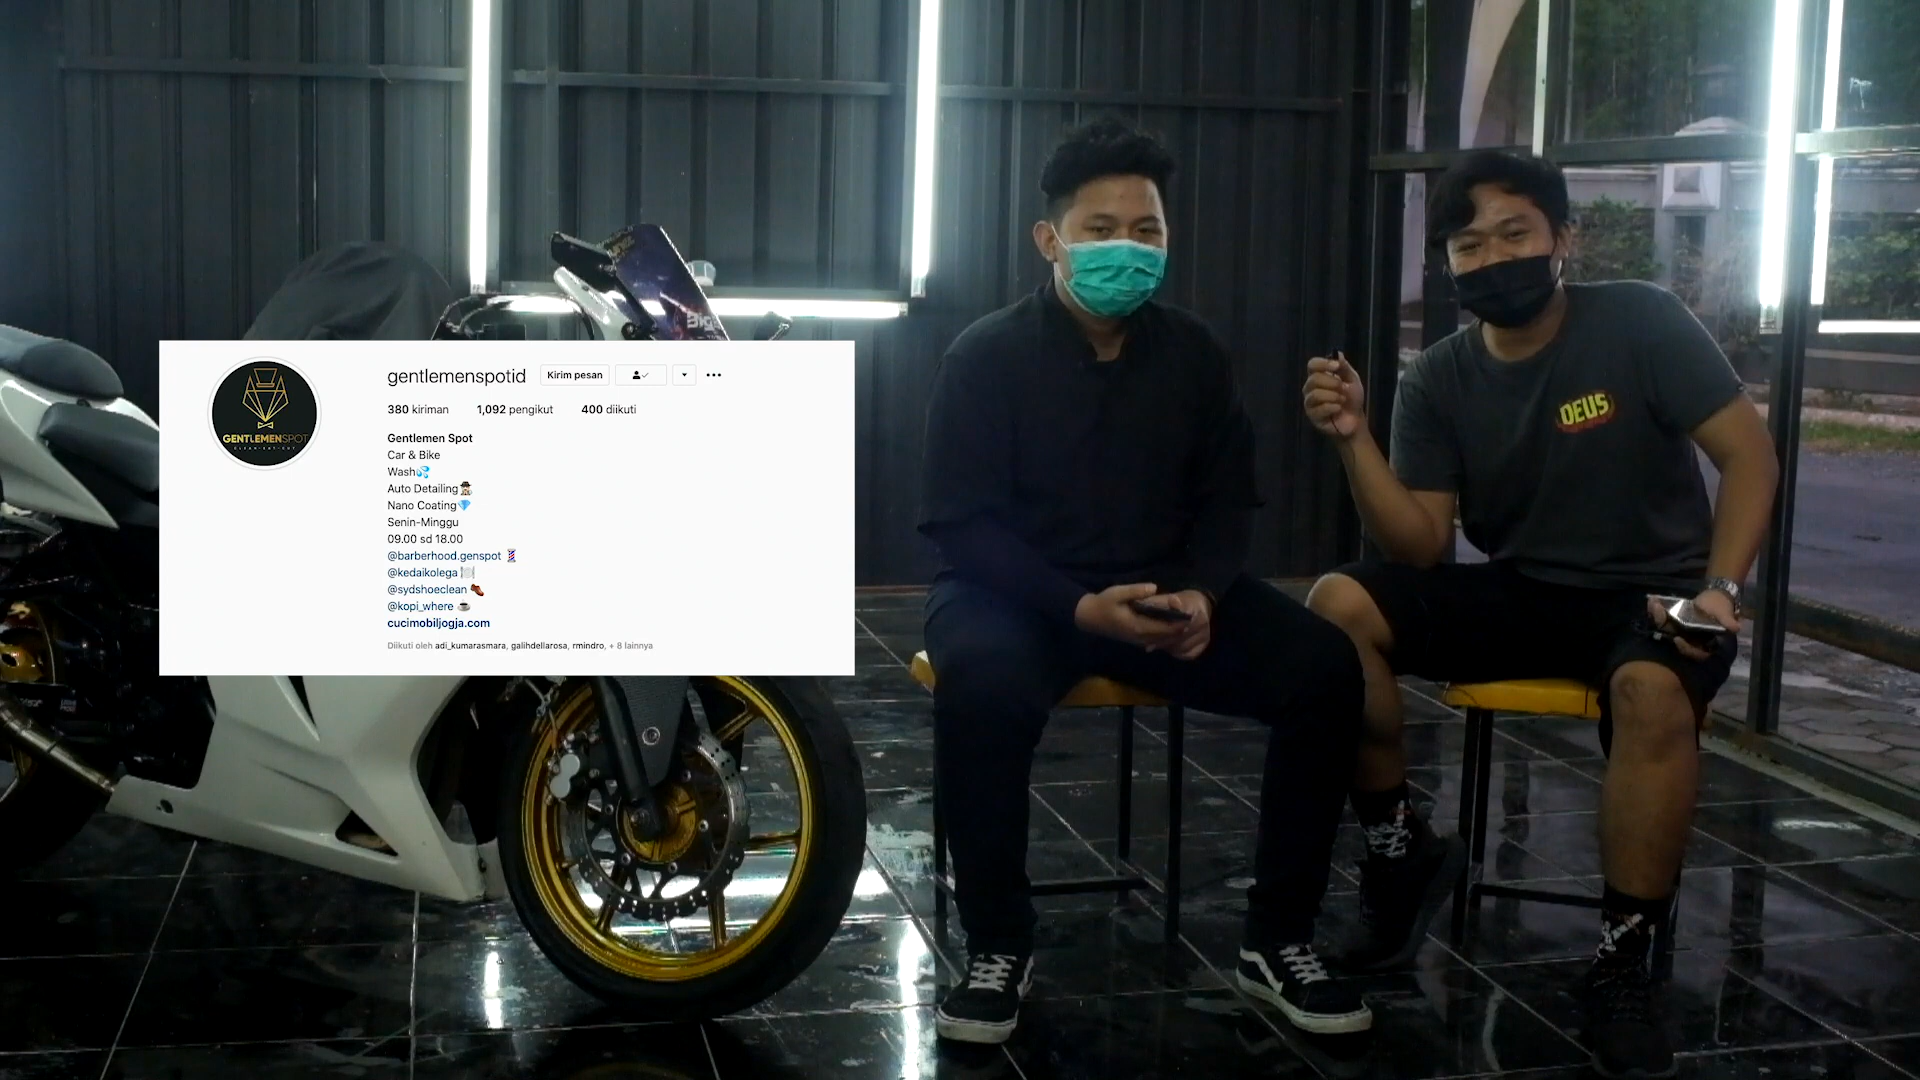 gentlemenspotid Kirim pesan
380 kiriman 1,092 pengikut 400 diikuti
Gentlemen Spot
Car & Bike
Wash💦
Auto Detailing🕵🏻
Nano Coating💎
Senin-Minggu
09.00 sd 18.00
@barberhood.genspot 💈
@kedaikolega 🍽️
@sydshoeclean 👞
@kopi_where ☕
cucimobiljogja.com
Diikuti oleh adi_kumarasmara, galihdellarosa, rmindro, + 8 lainnya
GENTLEMENSPOT
DEUS